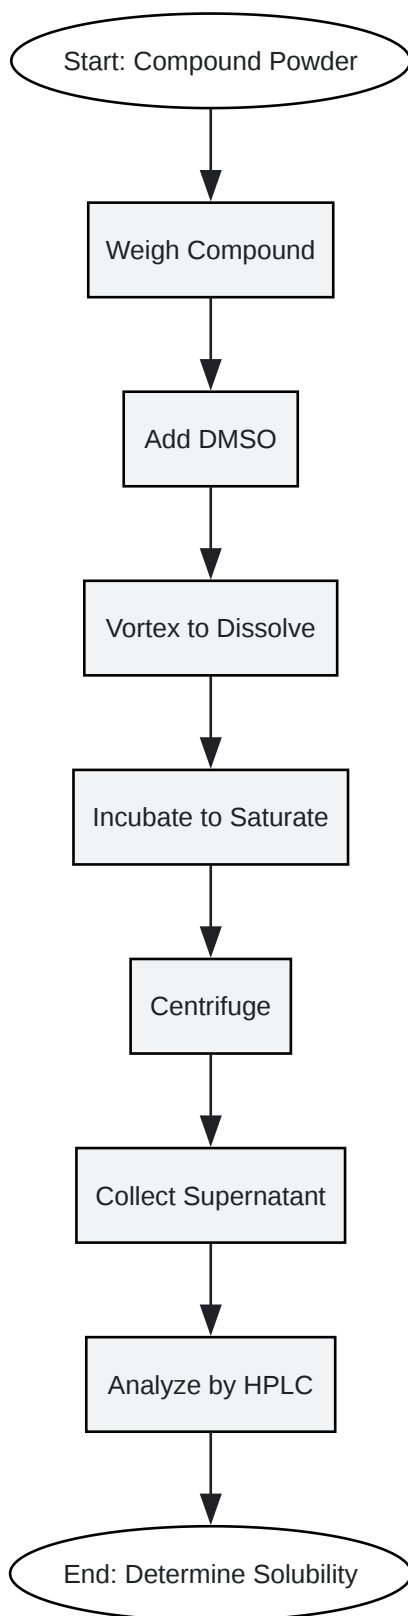 Start: Compound Powder
Weigh Compound
Add DMSO
Vortex to Dissolve
Incubate to Saturate
Centrifuge
Collect Supernatant
Analyze by HPLC
End: Determine Solubility